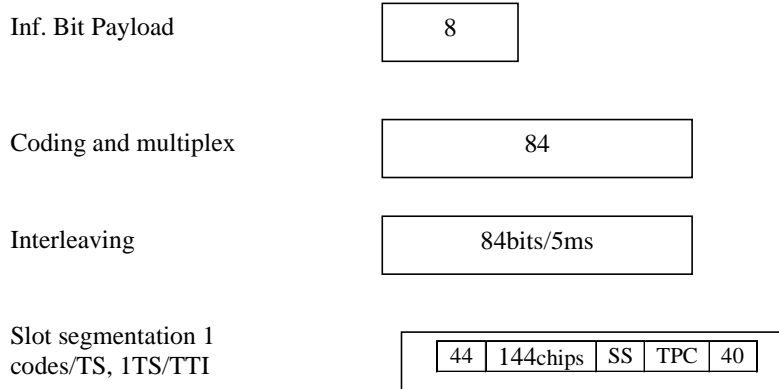 Inf. Bit Payload
8
Coding and multiplex
84
Interleaving
84bits/5ms
Slot segmentation 1
codes/TS, 1TS/TTI
44 144chips SS TPC 40